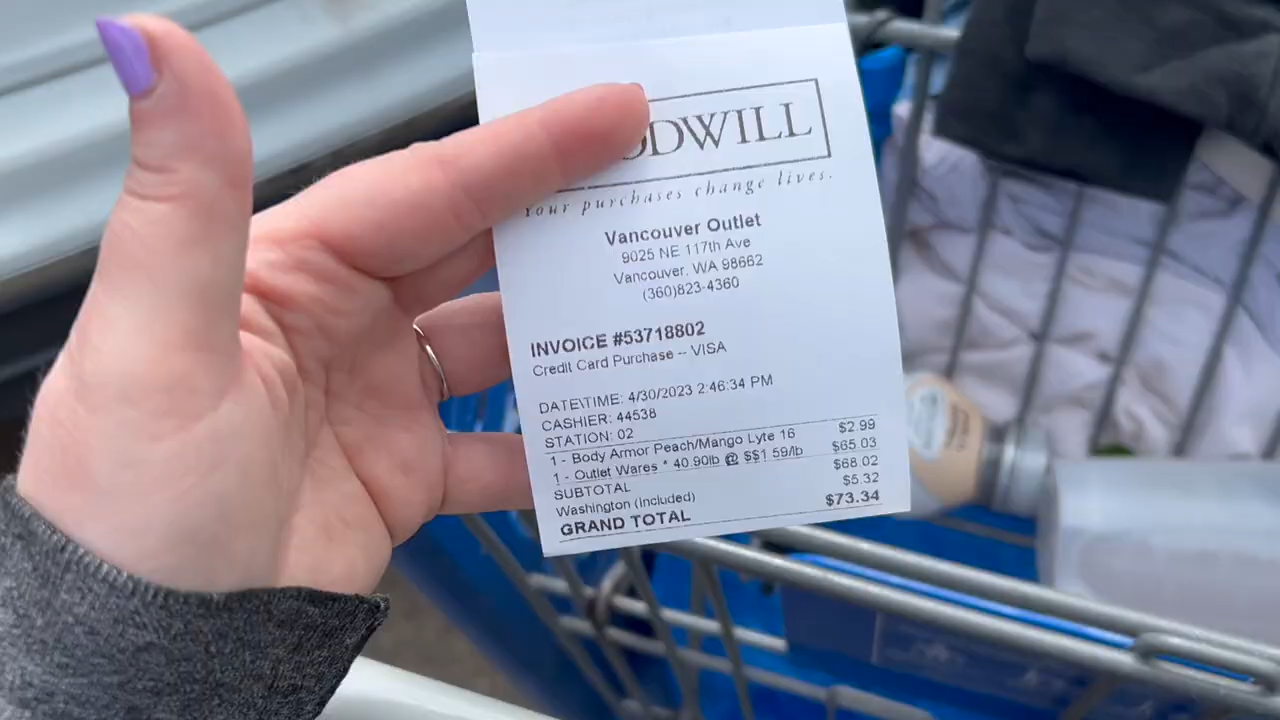 ODWILL
Your purchases change lives.
Vancouver Outlet
9025 NE 117th Ave
Vancouver, WA 98662
(360)823-4360
INVOICE #53718802
Credit Card Purchase -- VISA
DATE\TIME: 4/30/2023 2:46:34 PM
CASHIER: 44538
STATION: 02
1 - Body Armor Peach/Mango Lyte 16 $2.99
1 - Outlet Wares * 40.90lb @ $$1.59/lb $65.03
SUBTOTAL $68.02
Washington (Included) $5.32
GRAND TOTAL $73.34